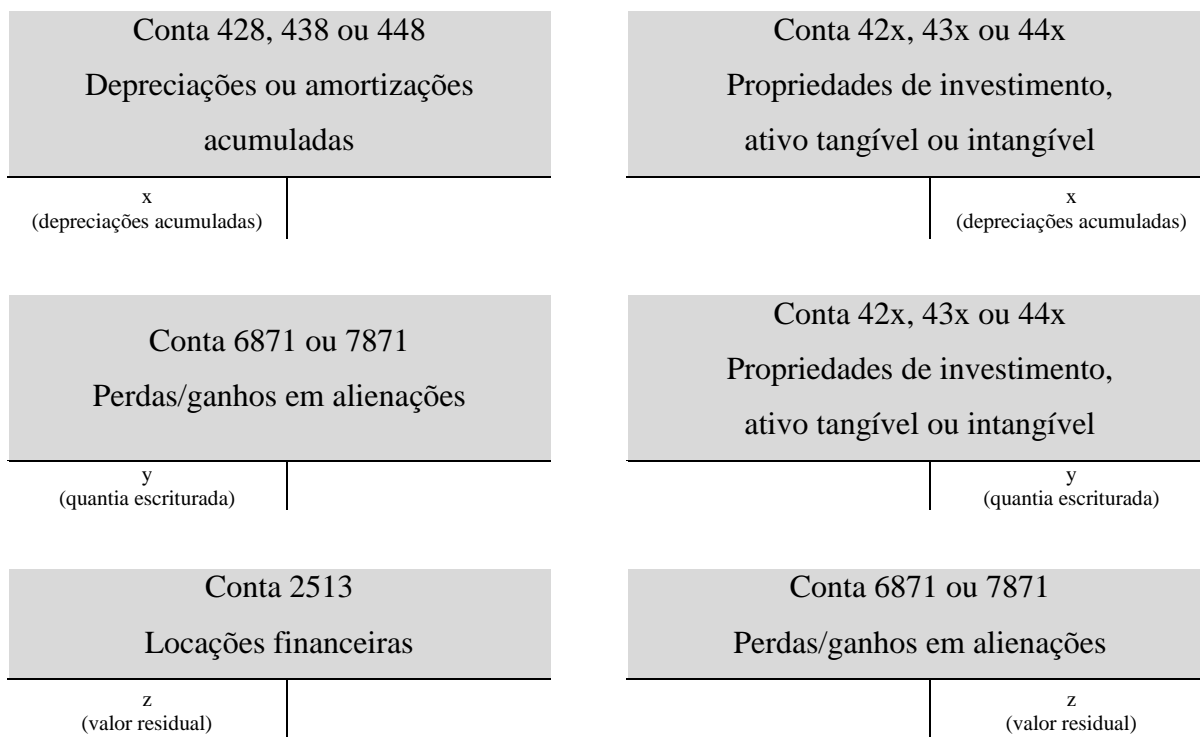 Conta 428, 438 ou 448
Depreciações ou amortizações
acumuladas
Conta 42x, 43x ou 44x
Propriedades de investimento,
ativo tangível ou intangível
x
(depreciações acumuladas)
x
(depreciações acumuladas)
Conta 6871 ou 7871
Perdas/ganhos em alienações
Conta 42x, 43x ou 44x
Propriedades de investimento,
ativo tangível ou intangível
y
(quantia escriturada)
y
(quantia escriturada)
Conta 2513
Locações financeiras
Conta 6871 ou 7871
Perdas/ganhos em alienações
z
(valor residual)
z
(valor residual)